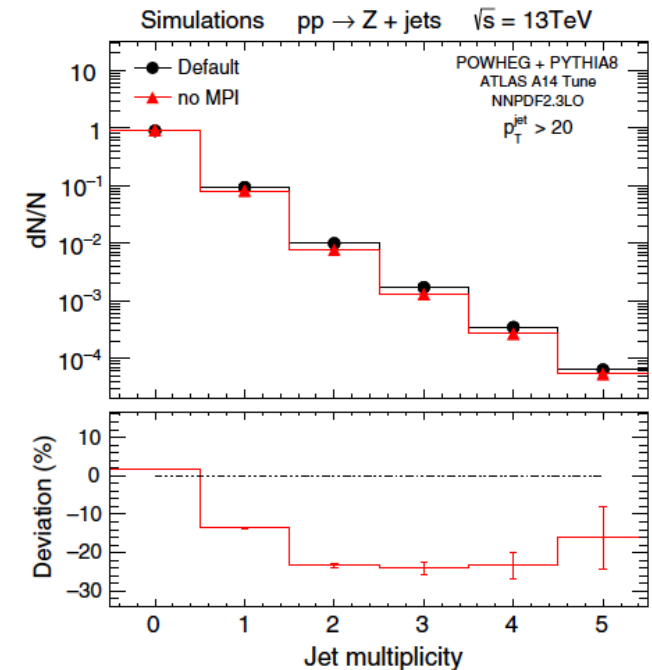 Simulations pp → Z + jets √s = 13TeV
Default
no MPI
POWHEG + PYTHIA8
ATLAS A14 Tune
NNPDF2.3LO
p_T^jet > 20
dN/N
10
1
10⁻¹
10⁻²
10⁻³
10⁻⁴
Deviation (%)
10
0
−10
−20
−30
0 1 2 3 4 5
Jet multiplicity